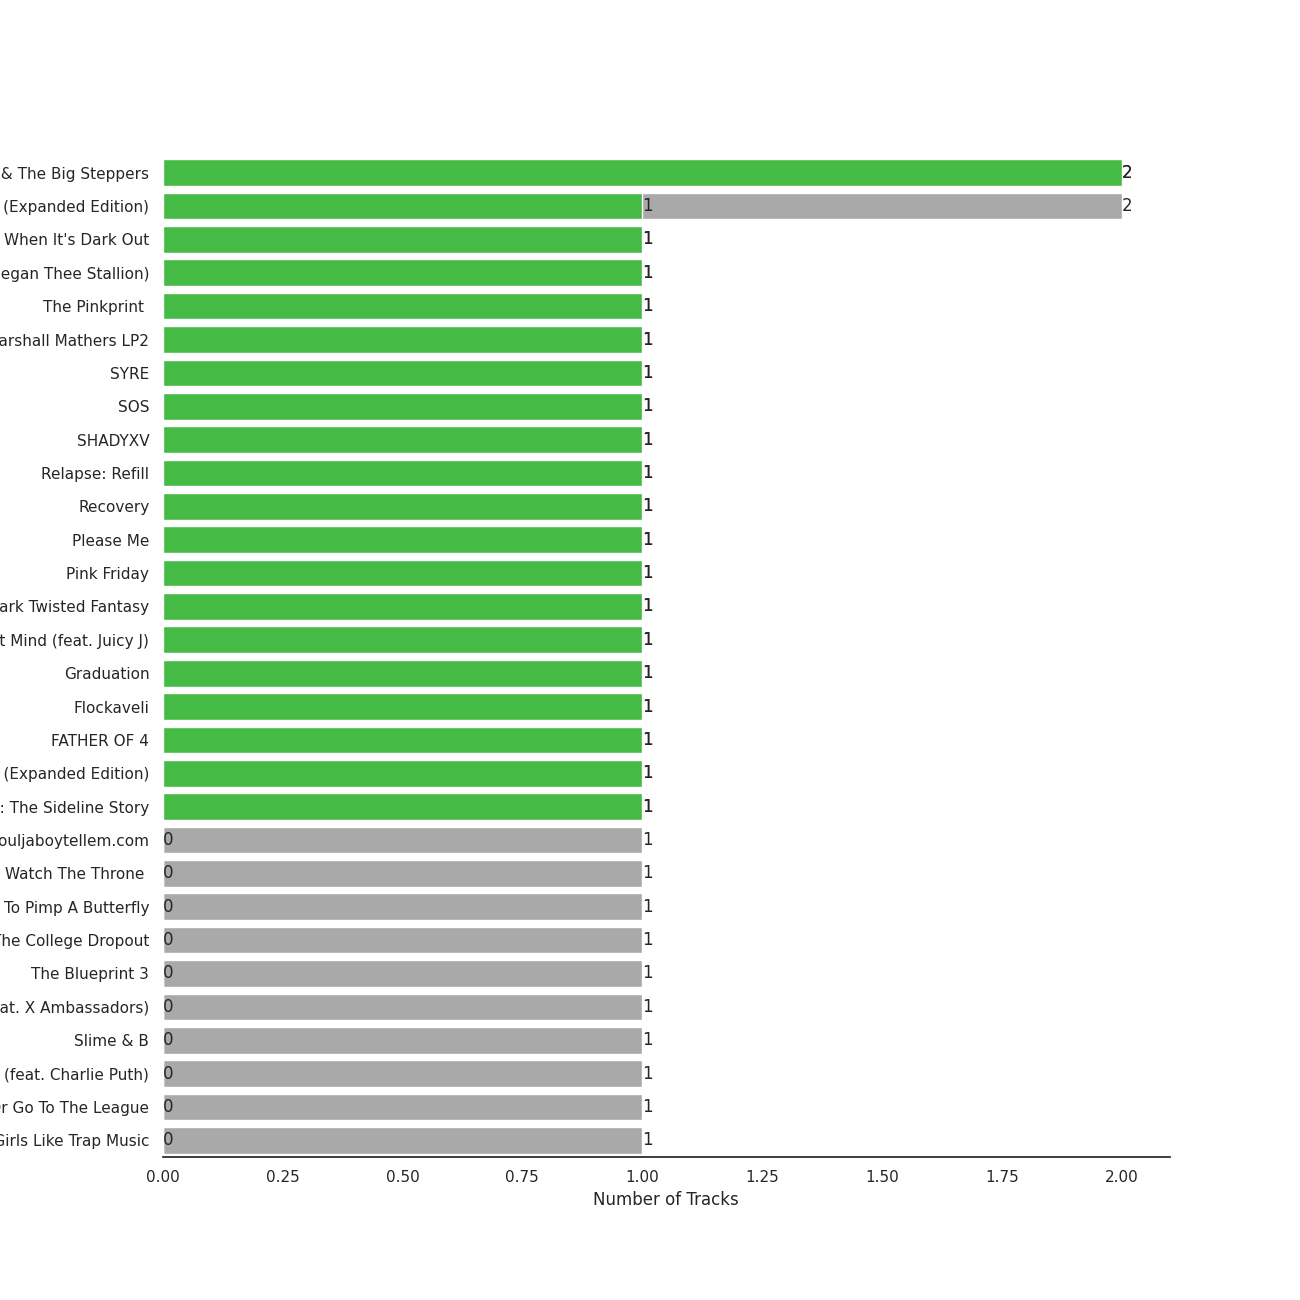 & The Big Steppers 2
(Expanded Edition) 1 2
When It's Dark Out 1
egan Thee Stallion) 1
The Pinkprint 1
arshall Mathers LP2 1
SYRE 1
SOS 1
SHADYXV 1
Relapse: Refill 1
Recovery 1
Please Me 1
Pink Friday 1
ark Twisted Fantasy 1
t Mind (feat. Juicy J) 1
Graduation 1
Flockaveli 1
FATHER OF 4 1
(Expanded Edition) 1
: The Sideline Story 1
ouljaboytellem.com 0 1
Watch The Throne 0 1
To Pimp A Butterfly 0 1
The College Dropout 0 1
The Blueprint 3 0 1
at. X Ambassadors) 0 1
Slime & B 0 1
(feat. Charlie Puth) 0 1
r Go To The League 0 1
Girls Like Trap Music 0 1
0.00 0.25 0.50 0.75 1.00 1.25 1.50 1.75 2.00
Number of Tracks